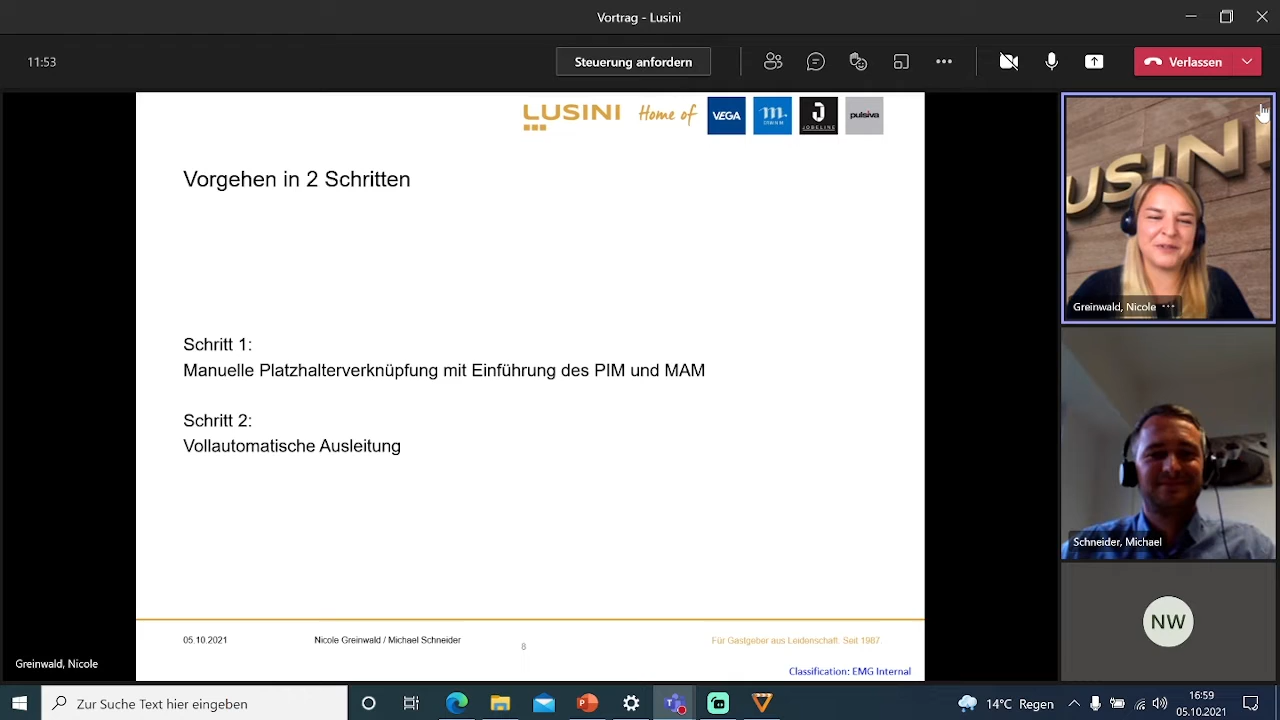 Vortrag - Lusini
11:53
Steuerung anfordern
Verlassen
LUSINI Home of VEGA m. mwnm J JOBELINE pulsiva
Vorgehen in 2 Schritten
Schritt 1:
Manuelle Platzhalterverknüpfung mit Einführung des PIM und MAM
Schritt 2:
Vollautomatische Ausleitung
05.10.2021
Nicole Greinwald / Michael Schneider
8
Für Gastgeber aus Leidenschaft. Seit 1987.
Classification: EMG Internal
Greinwald, Nicole
USINI
Greinwald, Nicole
Schneider, Michael
NW
Zur Suche Text hier eingeben
14°C Regen
16:59
05.10.2021